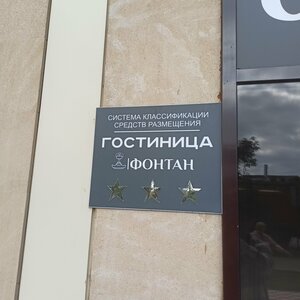 СИСТЕМА КЛАССИФИКАЦИИ
СРЕДСТВ РАЗМЕЩЕНИЯ
ГОСТИНИЦА
ФОНТАН